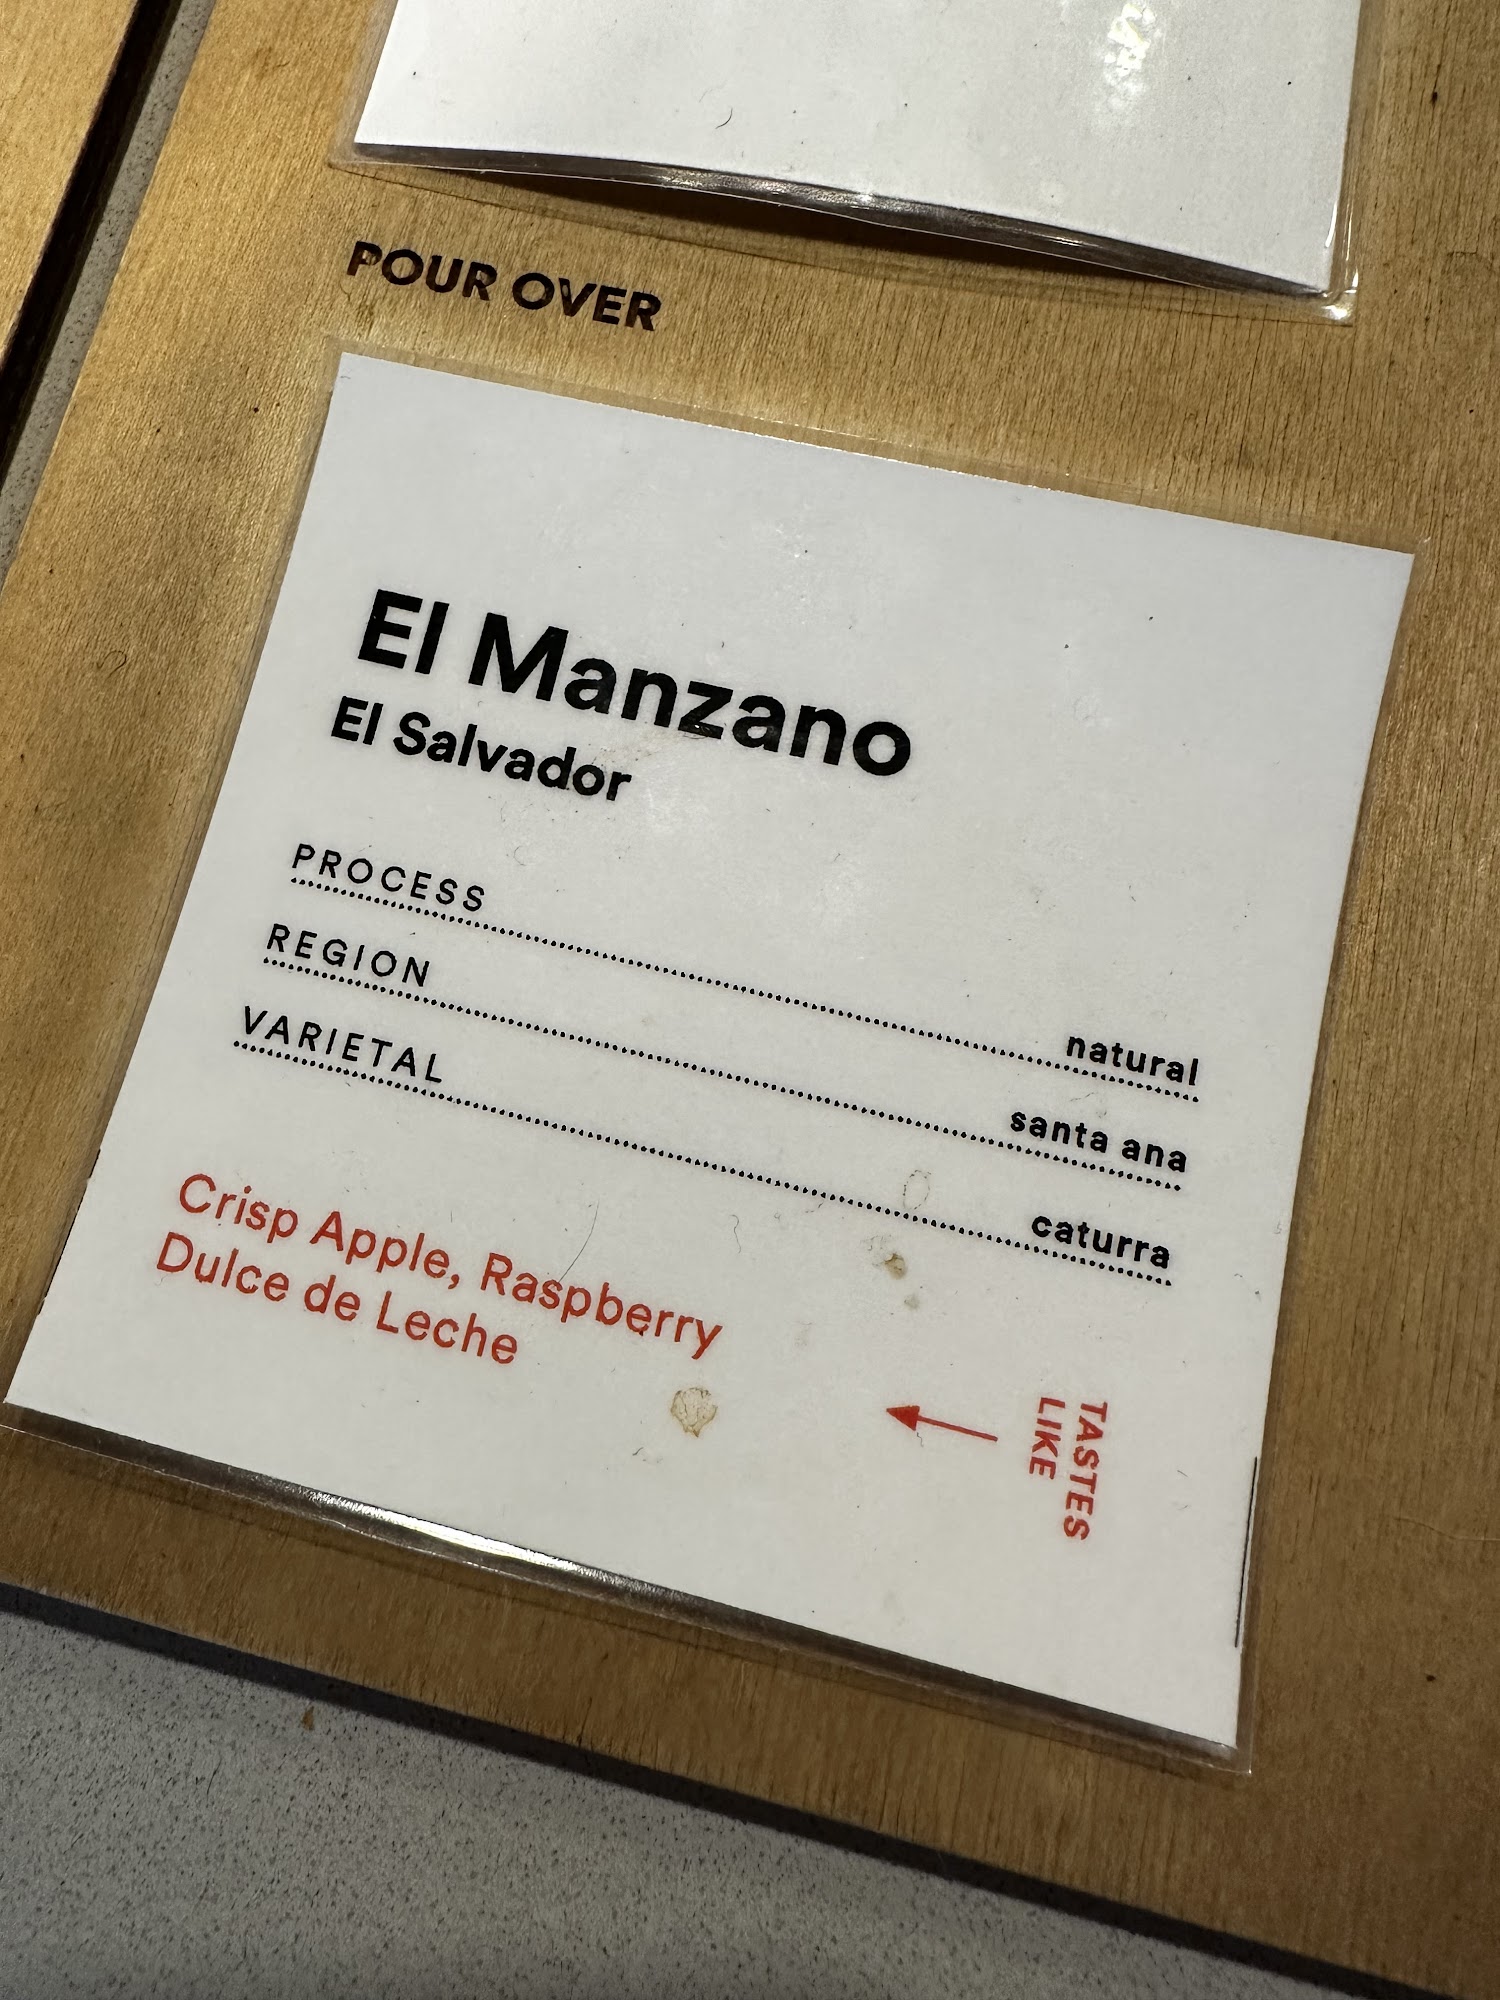 POUR OVER
El Manzano
El Salvador
PROCESS natural
REGION santa ana
VARIETAL caturra
Crisp Apple, Raspberry
Dulce de Leche
TASTES
LIKE